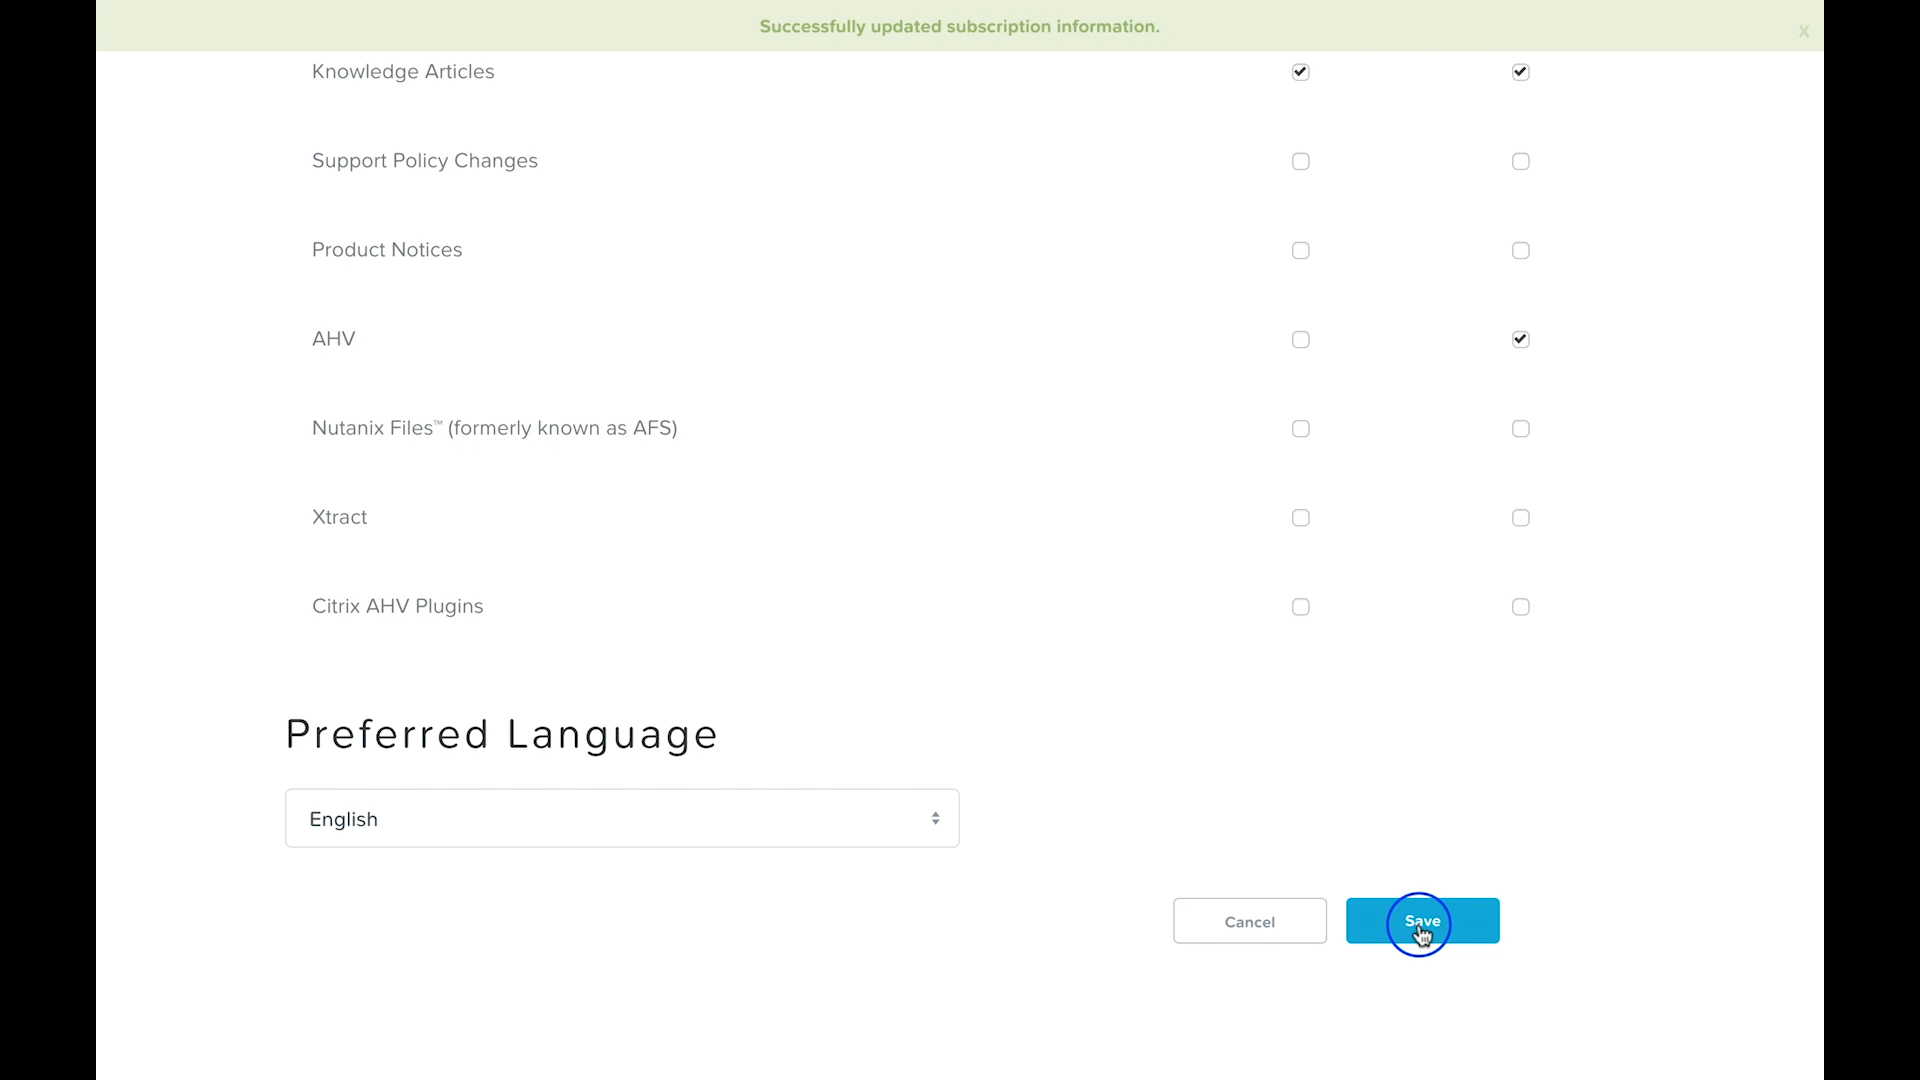 Successfully updated subscription information.
x
Knowledge Articles
Support Policy Changes
Product Notices
AHV
Nutanix Files™ (formerly known as AFS)
Xtract
Citrix AHV Plugins
Preferred Language
English
Cancel
Save